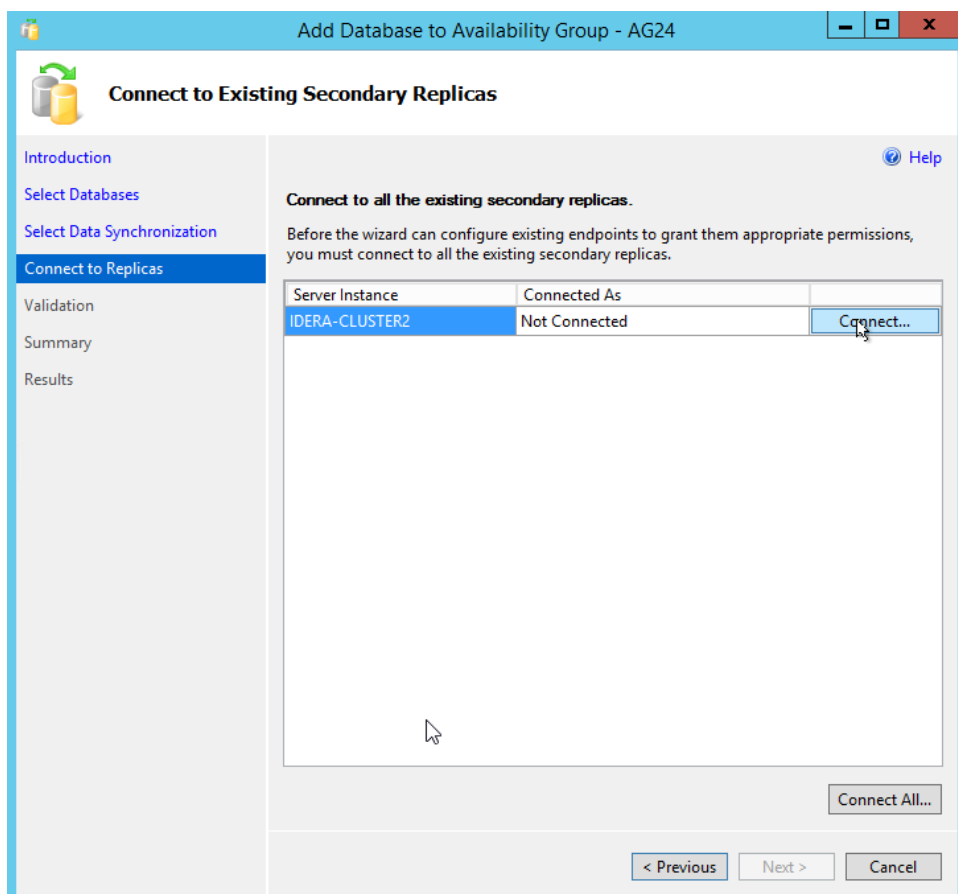 Add Database to Availability Group - AG24
X
Connect to Existing Secondary Replicas
Introduction
Select Databases
Select Data Synchronization
Connect to Replicas
Validation
Summary
Results
Help
Connect to all the existing secondary replicas.
Before the wizard can configure existing endpoints to grant them appropriate permissions,
you must connect to all the existing secondary replicas.
Server Instance Connected As
IDERA-CLUSTER2 Not Connected Connect...
Connect All...
< Previous Next > Cancel